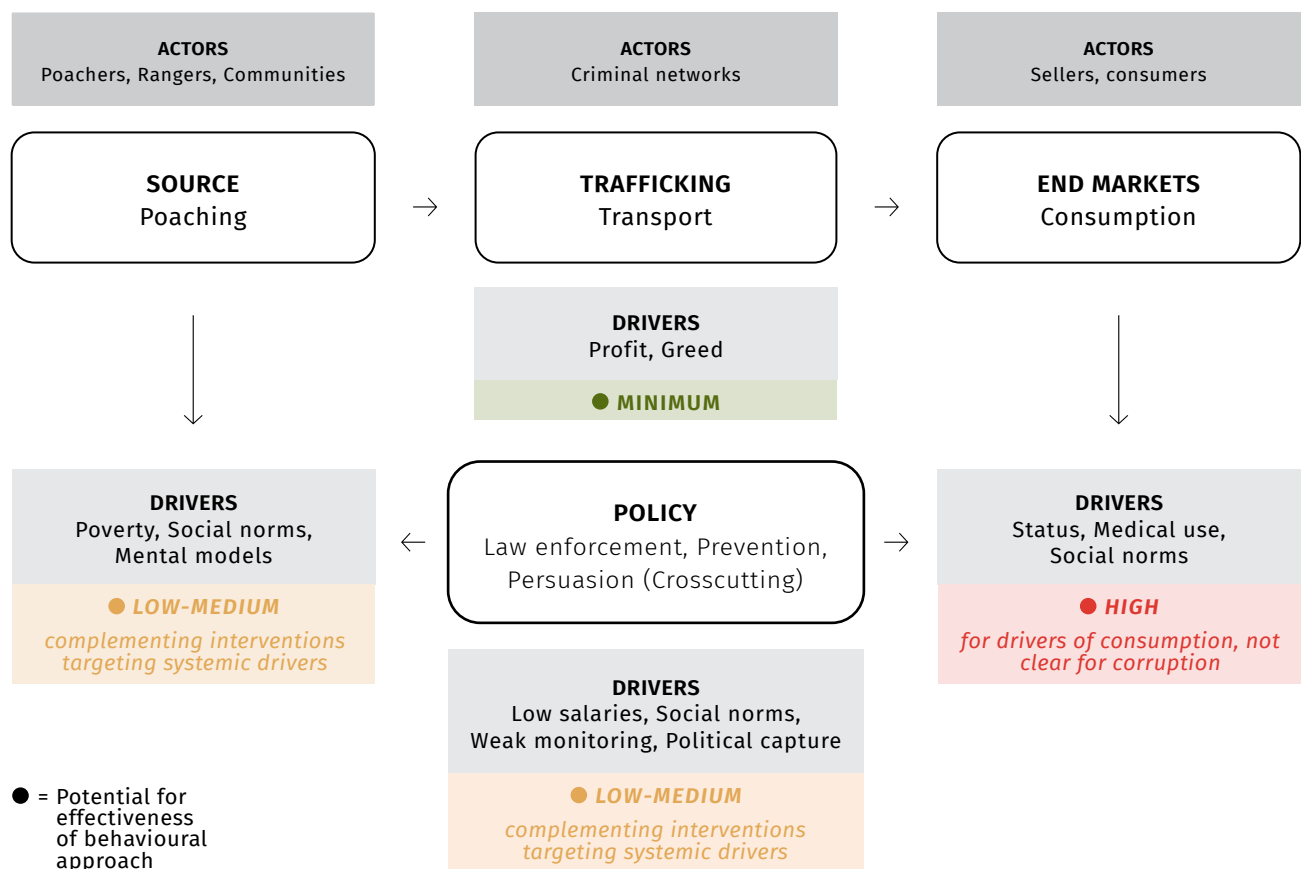 ACTORS
Poachers, Rangers, Communities
ACTORS
Criminal networks
ACTORS
Sellers, consumers
SOURCE
Poaching
TRAFFICKING
Transport
END MARKETS
Consumption
DRIVERS
Profit, Greed
MINIMUM
DRIVERS
Poverty, Social norms,
Mental models
LOW-MEDIUM
complementing interventions
targeting systemic drivers
POLICY
Law enforcement, Prevention,
Persuasion (Crosscutting)
DRIVERS
Status, Medical use,
Social norms
HIGH
for drivers of consumption, not
clear for corruption
DRIVERS
Low salaries, Social norms,
Weak monitoring, Political capture
LOW-MEDIUM
complementing interventions
targeting systemic drivers
= Potential for
effectiveness
of behavioural
approach